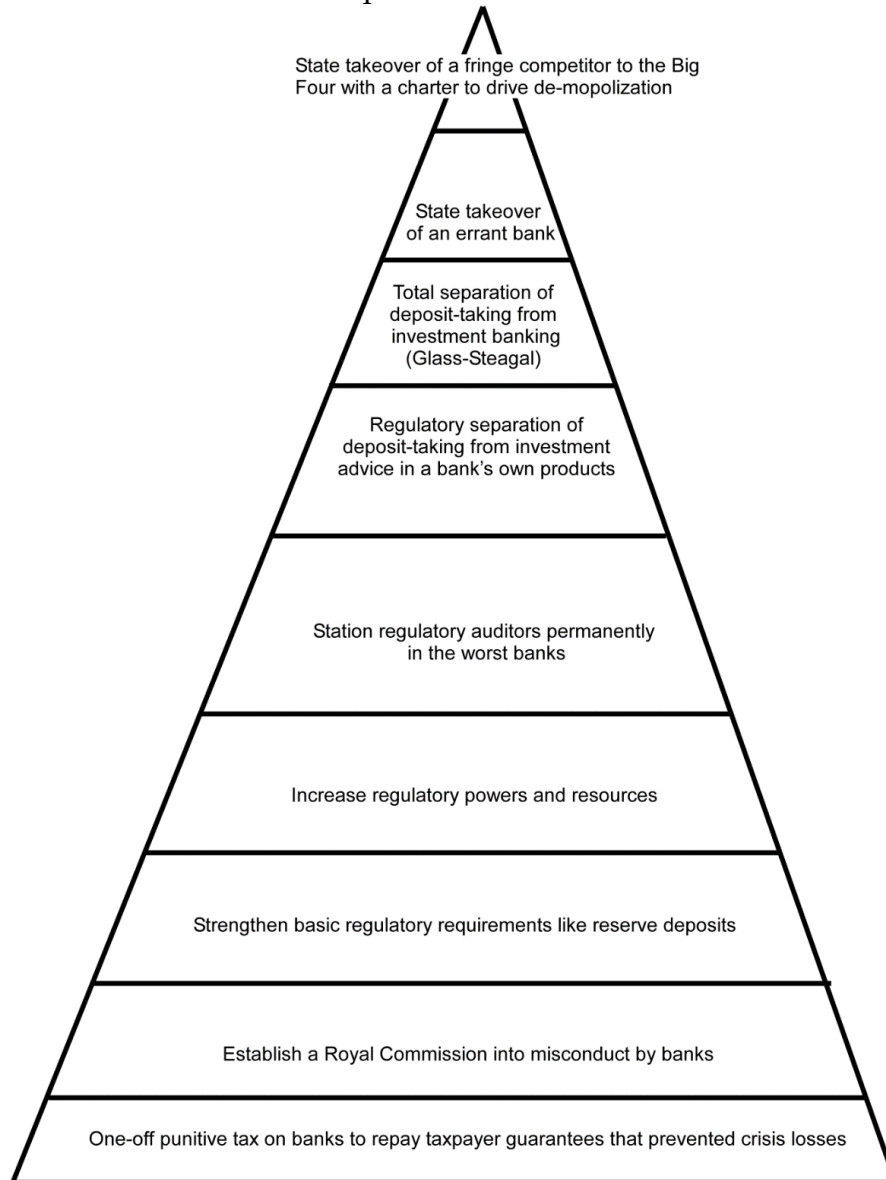 State takeover of a fringe competitor to the Big
Four with a charter to drive de-mopolization
State takeover
of an errant bank
Total separation of
deposit-taking from
investment banking
(Glass-Steagal)
Regulatory separation of
deposit-taking from investment
advice in a bank's own products
Station regulatory auditors permanently
in the worst banks
Increase regulatory powers and resources
Strengthen basic regulatory requirements like reserve deposits
Establish a Royal Commission into misconduct by banks
One-off punitive tax on banks to repay taxpayer guarantees that prevented crisis losses